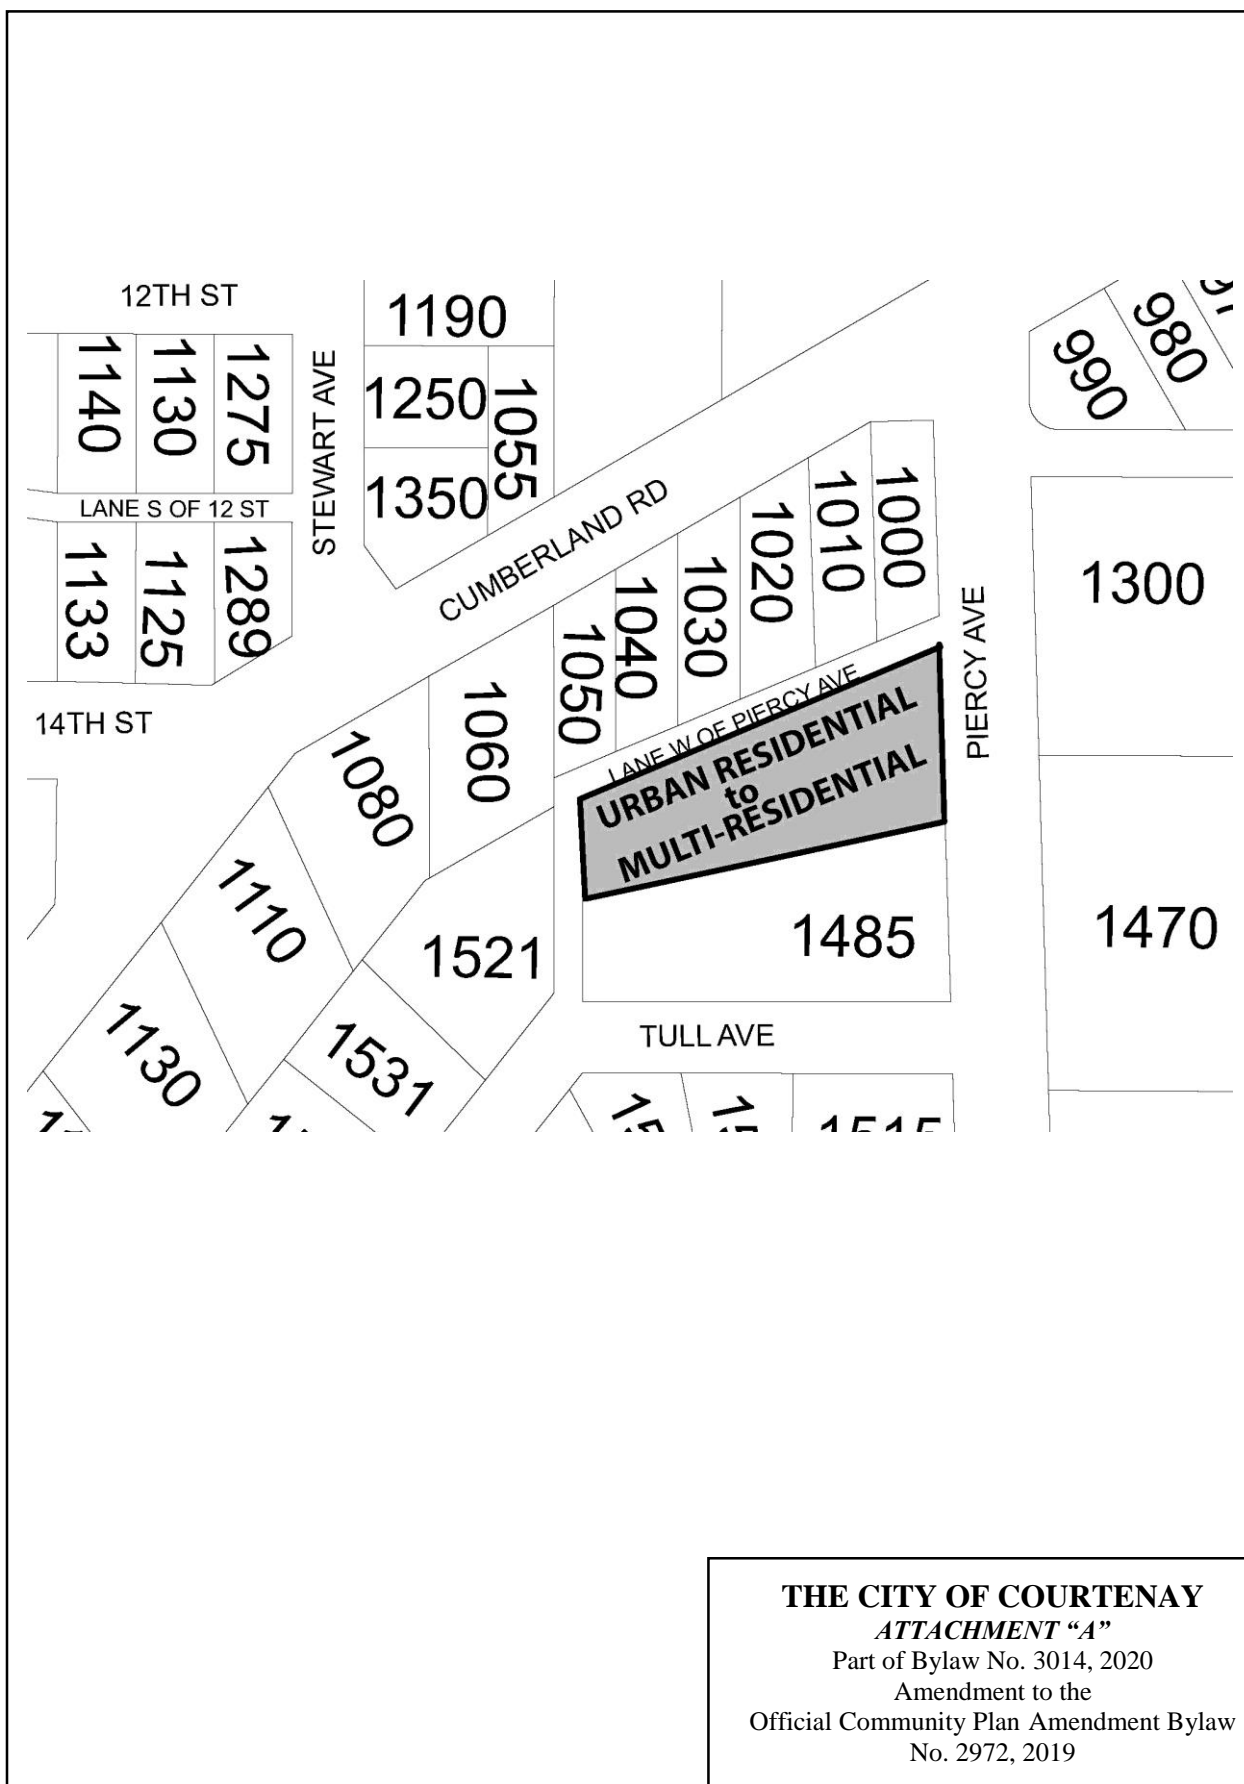 12TH ST
1190
990
980
1140
1130
1275
STEWART AVE
1250
1055
1350
LANE S OF 12 ST
CUMBERLAND RD
1133
1125
1289
1050
1040
1030
1020
1010
1000
PIERCY AVE
1300
14TH ST
1080
1060
LANE W OF PIERCY AVE
URBAN RESIDENTIAL
to
MULTI-RESIDENTIAL
1110
1521
1485
1470
1130
1531
TULL AVE
1515
THE CITY OF COURTENAY
ATTACHMENT “A”
Part of Bylaw No. 3014, 2020
Amendment to the
Official Community Plan Amendment Bylaw
No. 2972, 2019